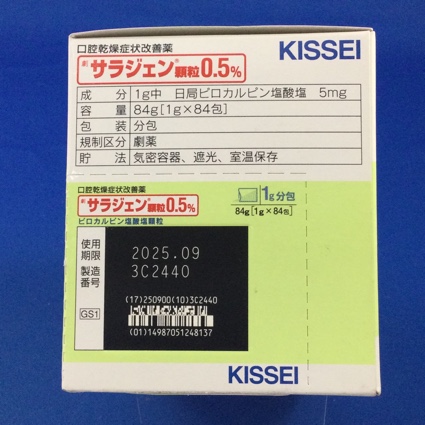 口腔乾燥症状改善薬
KISSEI
劇 サラジェン®顆粒0.5%
成 分 1g中 日局ピロカルピン塩酸塩 5mg
容 量 84g[1g×84包]
包 装 分包
規制区分 劇薬
貯 法 気密容器、遮光、室温保存
口腔乾燥症状改善薬
劇 サラジェン®顆粒0.5%
ピロカルピン塩酸塩顆粒
1g分包
84g[1g×84包]
使用期限 2025.09
製造番号 3C2440
(17)250900(10)3C2440
GS1
(01)14987051248137
KISSEI